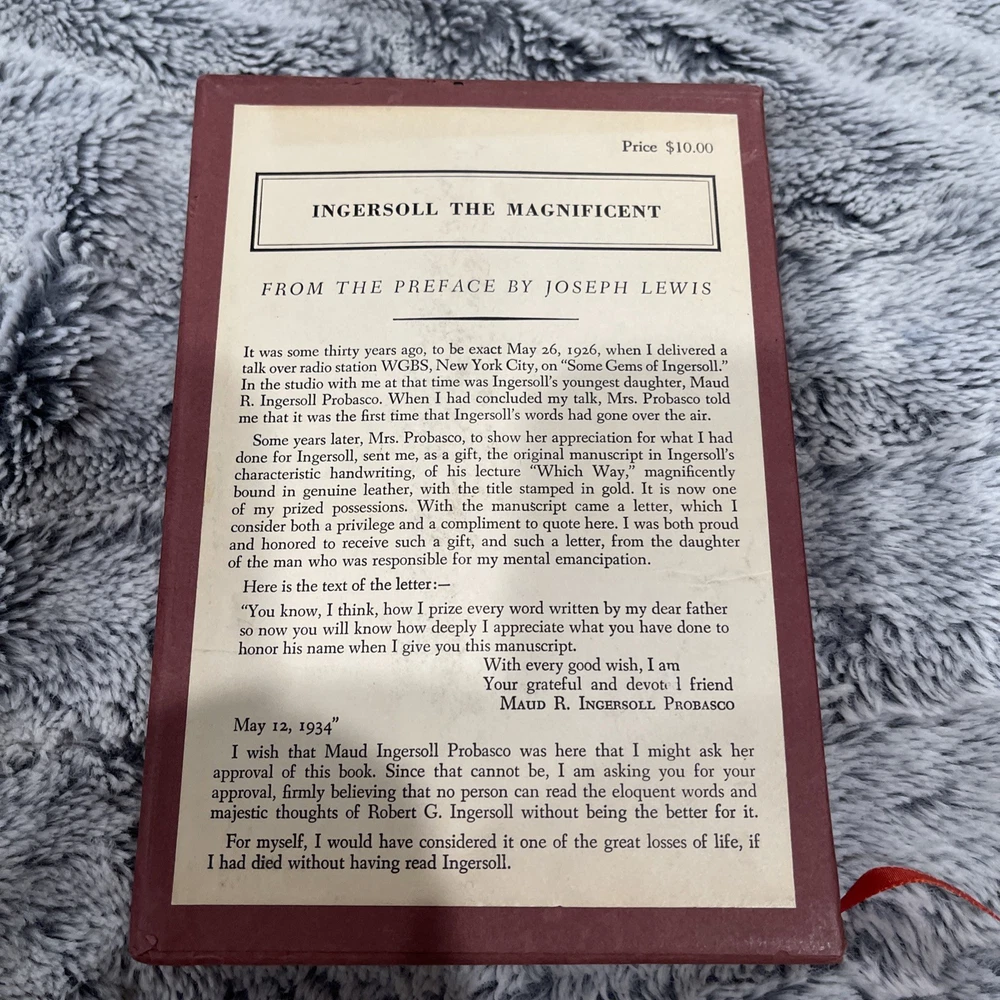 Price $10.00
INGERSOLL THE MAGNIFICENT
FROM THE PREFACE BY JOSEPH LEWIS
It was some thirty years ago, to be exact May 26, 1926, when I delivered a
talk over radio station WGBS, New York City, on “Some Gems of Ingersoll.”
In the studio with me at that time was Ingersoll’s youngest daughter, Maud
R. Ingersoll Probasco. When I had concluded my talk, Mrs. Probasco told
me that it was the first time that Ingersoll’s words had gone over the air.
Some years later, Mrs. Probasco, to show her appreciation for what I had
done for Ingersoll, sent me, as a gift, the original manuscript in Ingersoll’s
characteristic handwriting, of his lecture “Which Way,” magnificently
bound in genuine leather, with the title stamped in gold. It is now one
of my prized possessions. With the manuscript came a letter, which I
consider both a privilege and a compliment to quote here. I was both proud
and honored to receive such a gift, and such a letter, from the daughter
of the man who was responsible for my mental emancipation.
Here is the text of the letter:—
“You know, I think, how I prize every word written by my dear father
so now you will know how deeply I appreciate what you have done to
honor his name when I give you this manuscript.
With every good wish, I am
Your grateful and devoted friend
MAUD R. INGERSOLL PROBASCO
May 12, 1934”
I wish that Maud Ingersoll Probasco was here that I might ask her
approval of this book. Since that cannot be, I am asking you for your
approval, firmly believing that no person can read the eloquent words and
majestic thoughts of Robert G. Ingersoll without being the better for it.
For myself, I would have considered it one of the great losses of life, if
I had died without having read Ingersoll.